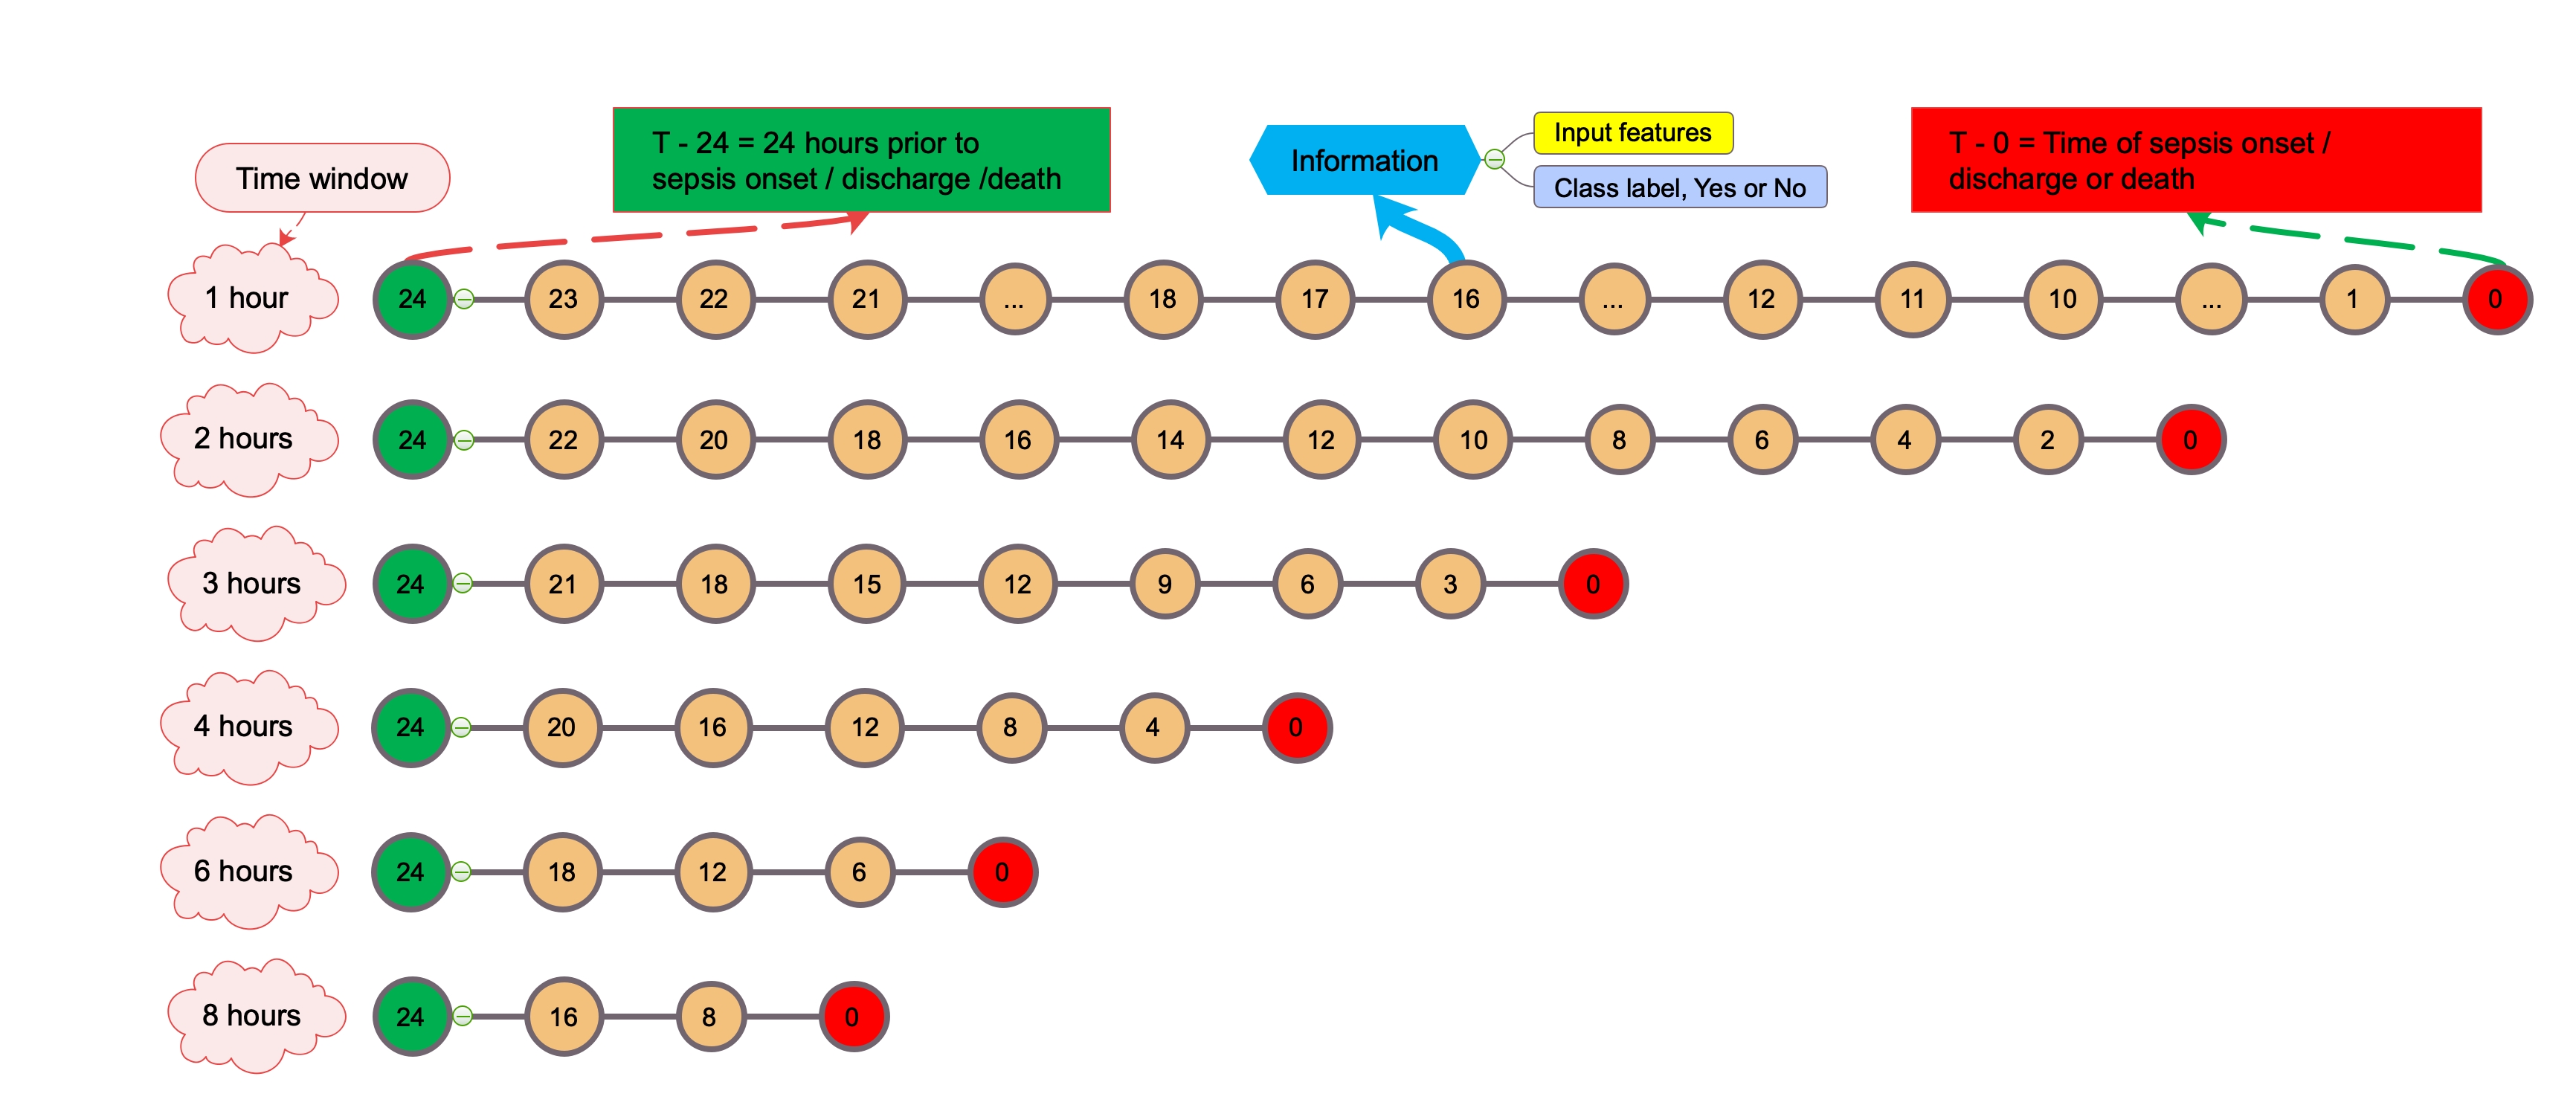 T - 24 = 24 hours prior to
sepsis onset / discharge /death
Information
Input features
Class label, Yes or No
T - 0 = Time of sepsis onset /
discharge or death
Time window
1 hour
24 23 22 21 ... 18 17 16 ... 12 11 10 ... 1 0
2 hours
24 22 20 18 16 14 12 10 8 6 4 2 0
3 hours
24 21 18 15 12 9 6 3 0
4 hours
24 20 16 12 8 4 0
6 hours
24 18 12 6 0
8 hours
24 16 8 0